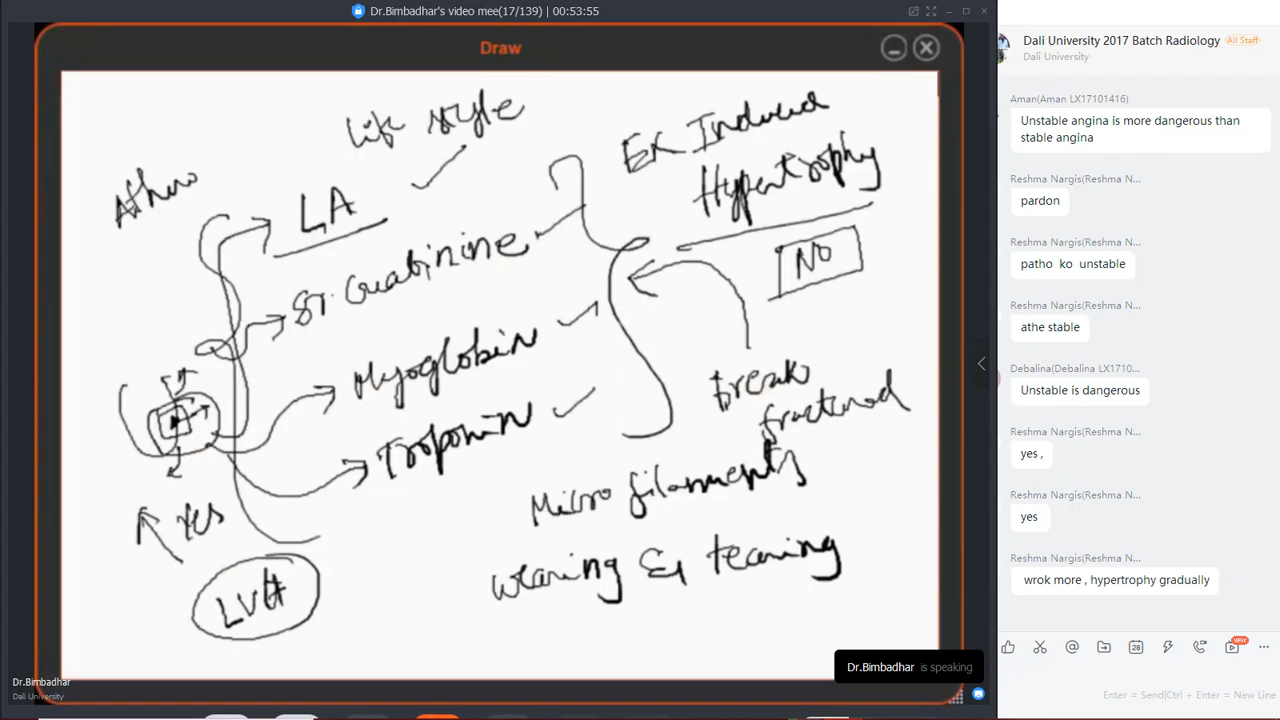 Dr.Bimbadhar's video mee(17/139) | 00:53:55
Draw
Life style
Athero
LA
Sr. Creatinine
Myoglobin
Troponin
Yes
LVH
Ex Induced
Hypertrophy
NO
break
fractured
Micro filaments
wearing & tearing
Dr.Bimbadhar
Dali University
Dr.Bimbadhar is speaking
Dali University 2017 Batch Radiology All Staff
Dali University
Aman(Aman LX17101416)
Unstable angina is more dangerous than
stable angina
Reshma Nargis(Reshma N...
pardon
Reshma Nargis(Reshma N...
patho ko unstable
Reshma Nargis(Reshma N...
athe stable
Debalina(Debalina LX1710...
Unstable is dangerous
Reshma Nargis(Reshma N...
yes ,
Reshma Nargis(Reshma N...
yes
Reshma Nargis(Reshma N...
wrok more , hypertrophy gradually
28
NEW
Enter = Send|Ctrl + Enter = New Line